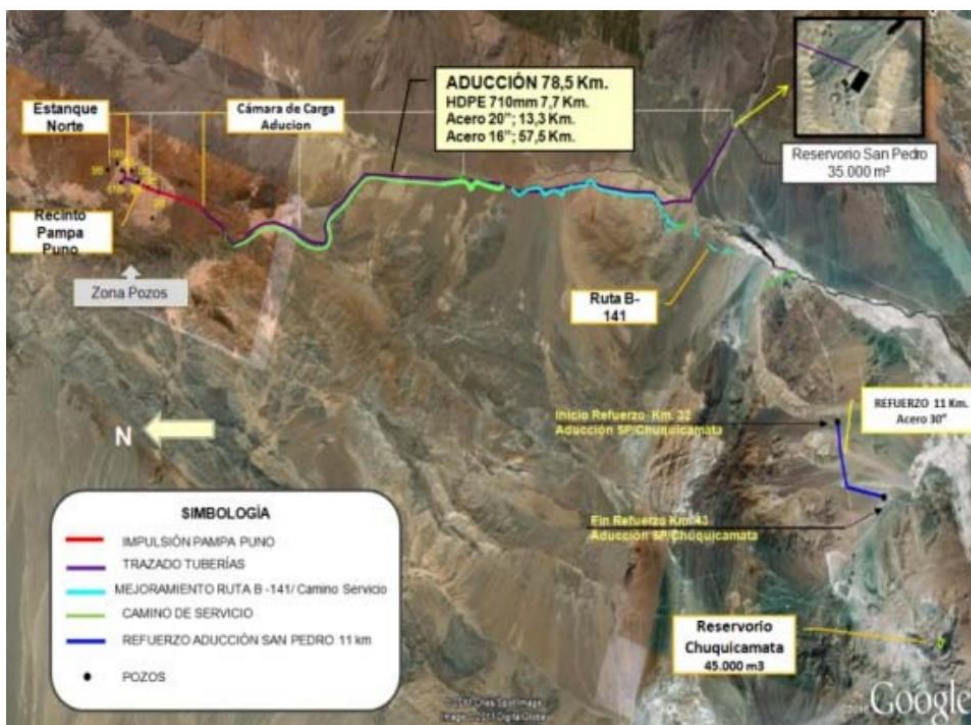 ADUCCIÓN 78,5 Km.
HDPE 710mm 7,7 Km.
Acero 20"; 13,3 Km.
Acero 16"; 57,5 Km.
Estanque
Norte
Cámara de Carga
Aducion
Reservorio San Pedro
35.000 m³
Recinto
Pampa
Puno
Zona Pozos
Ruta B-
141
REFUERZO 11 Km.
Acero 30"
Inicio Refuerzo Km. 32
Aducción SP/Chuquicamata
N
Fin Refuerzo Km. 43
Aducción SP/Chuquicamata
SIMBOLOGÍA
IMPULSIÓN PAMPA PUNO
TRAZADO TUBERÍAS
MEJORAMIENTO RUTA B -141/ Camino Servicio
CAMINO DE SERVICIO
REFUERZO ADUCCIÓN SAN PEDRO 11 km
POZOS
Reservorio
Chuquicamata
45.000 m3
Google
Image © 2011 DigitalGlobe